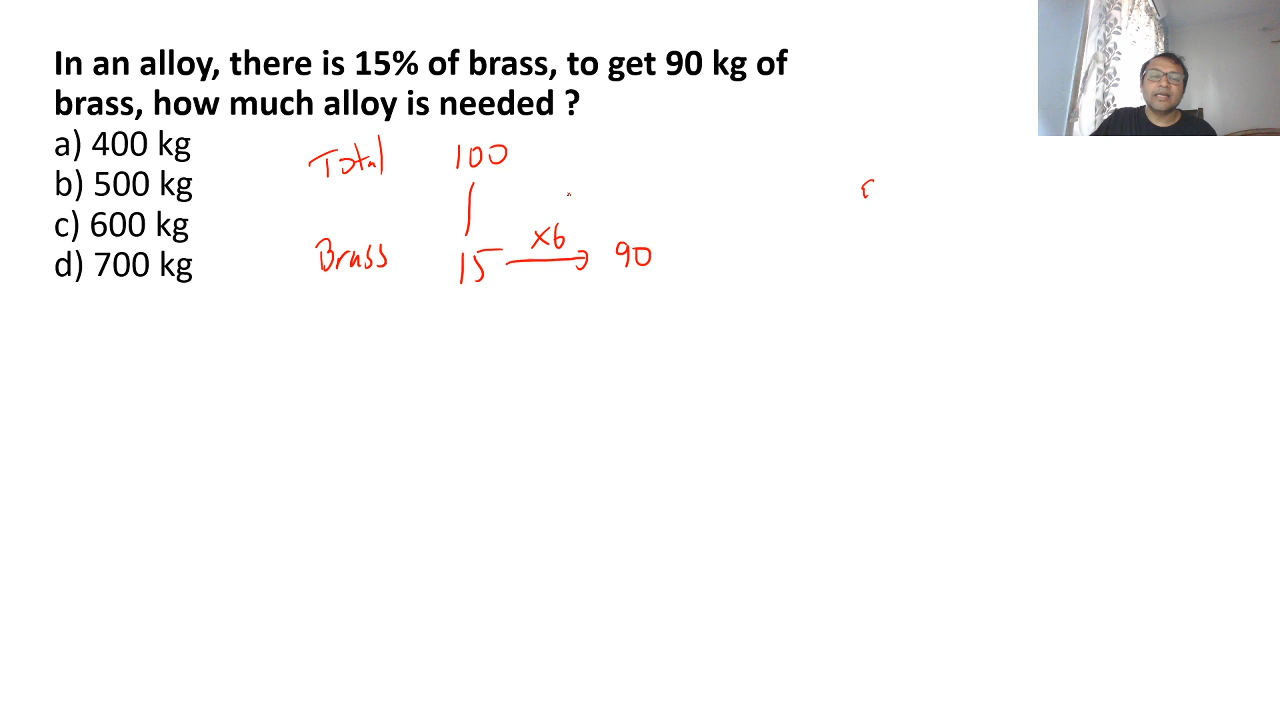 In an alloy, there is 15% of brass, to get 90 kg of
brass, how much alloy is needed ?
a) 400 kg
b) 500 kg
c) 600 kg
d) 700 kg
Total 100
×6
Brass 15 90